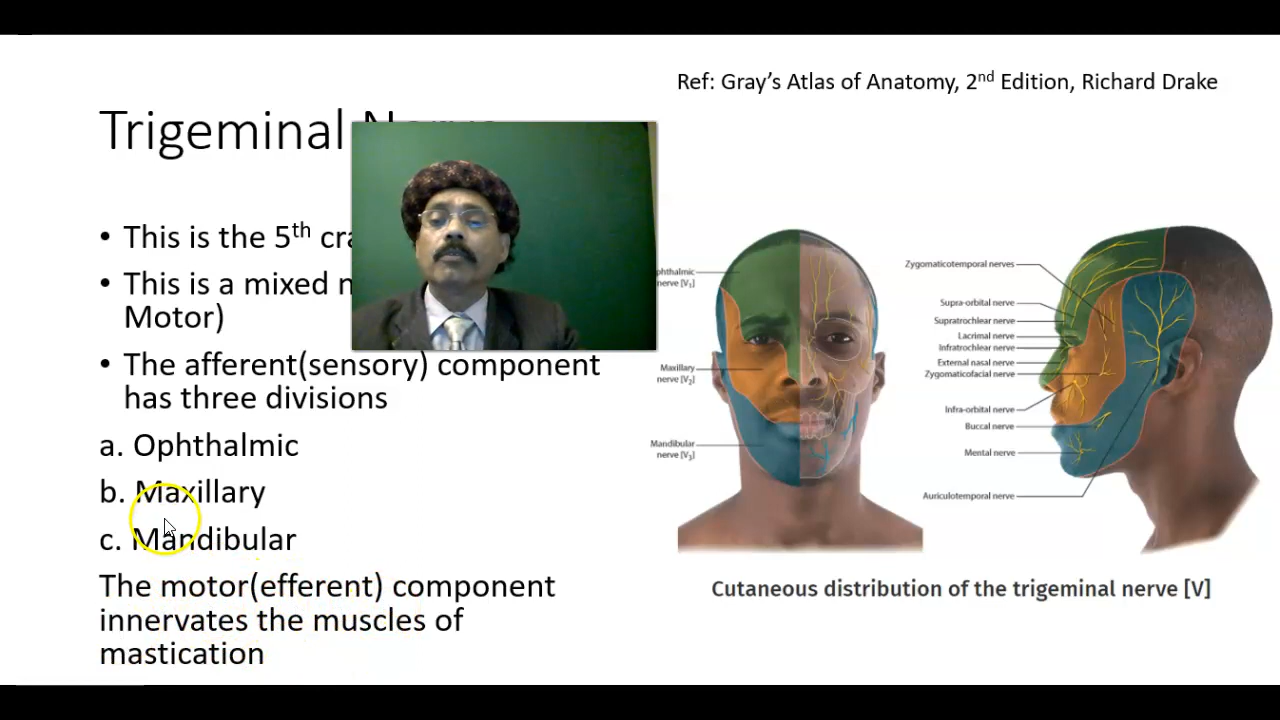 Ref: Gray's Atlas of Anatomy, 2nd Edition, Richard Drake
Trigeminal
• This is the 5th
• This is a mixed
Motor)
• The afferent(sensory) component
has three divisions
a. Ophthalmic
b. Maxillary
c. Mandibular
The motor(efferent) component
innervates the muscles of
mastication
nerve [V₁]
Maxillary
nerve [V₂]
Mandibular
nerve [V₃]
Zygomaticotemporal nerves
Supra-orbital nerve
Supratrochlear nerve
Lacrimal nerve
Infratrochlear nerve
External nasal nerve
Zygomaticofacial nerve
Infra-orbital nerve
Buccal nerve
Mental nerve
Auriculotemporal nerve
Cutaneous distribution of the trigeminal nerve [V]